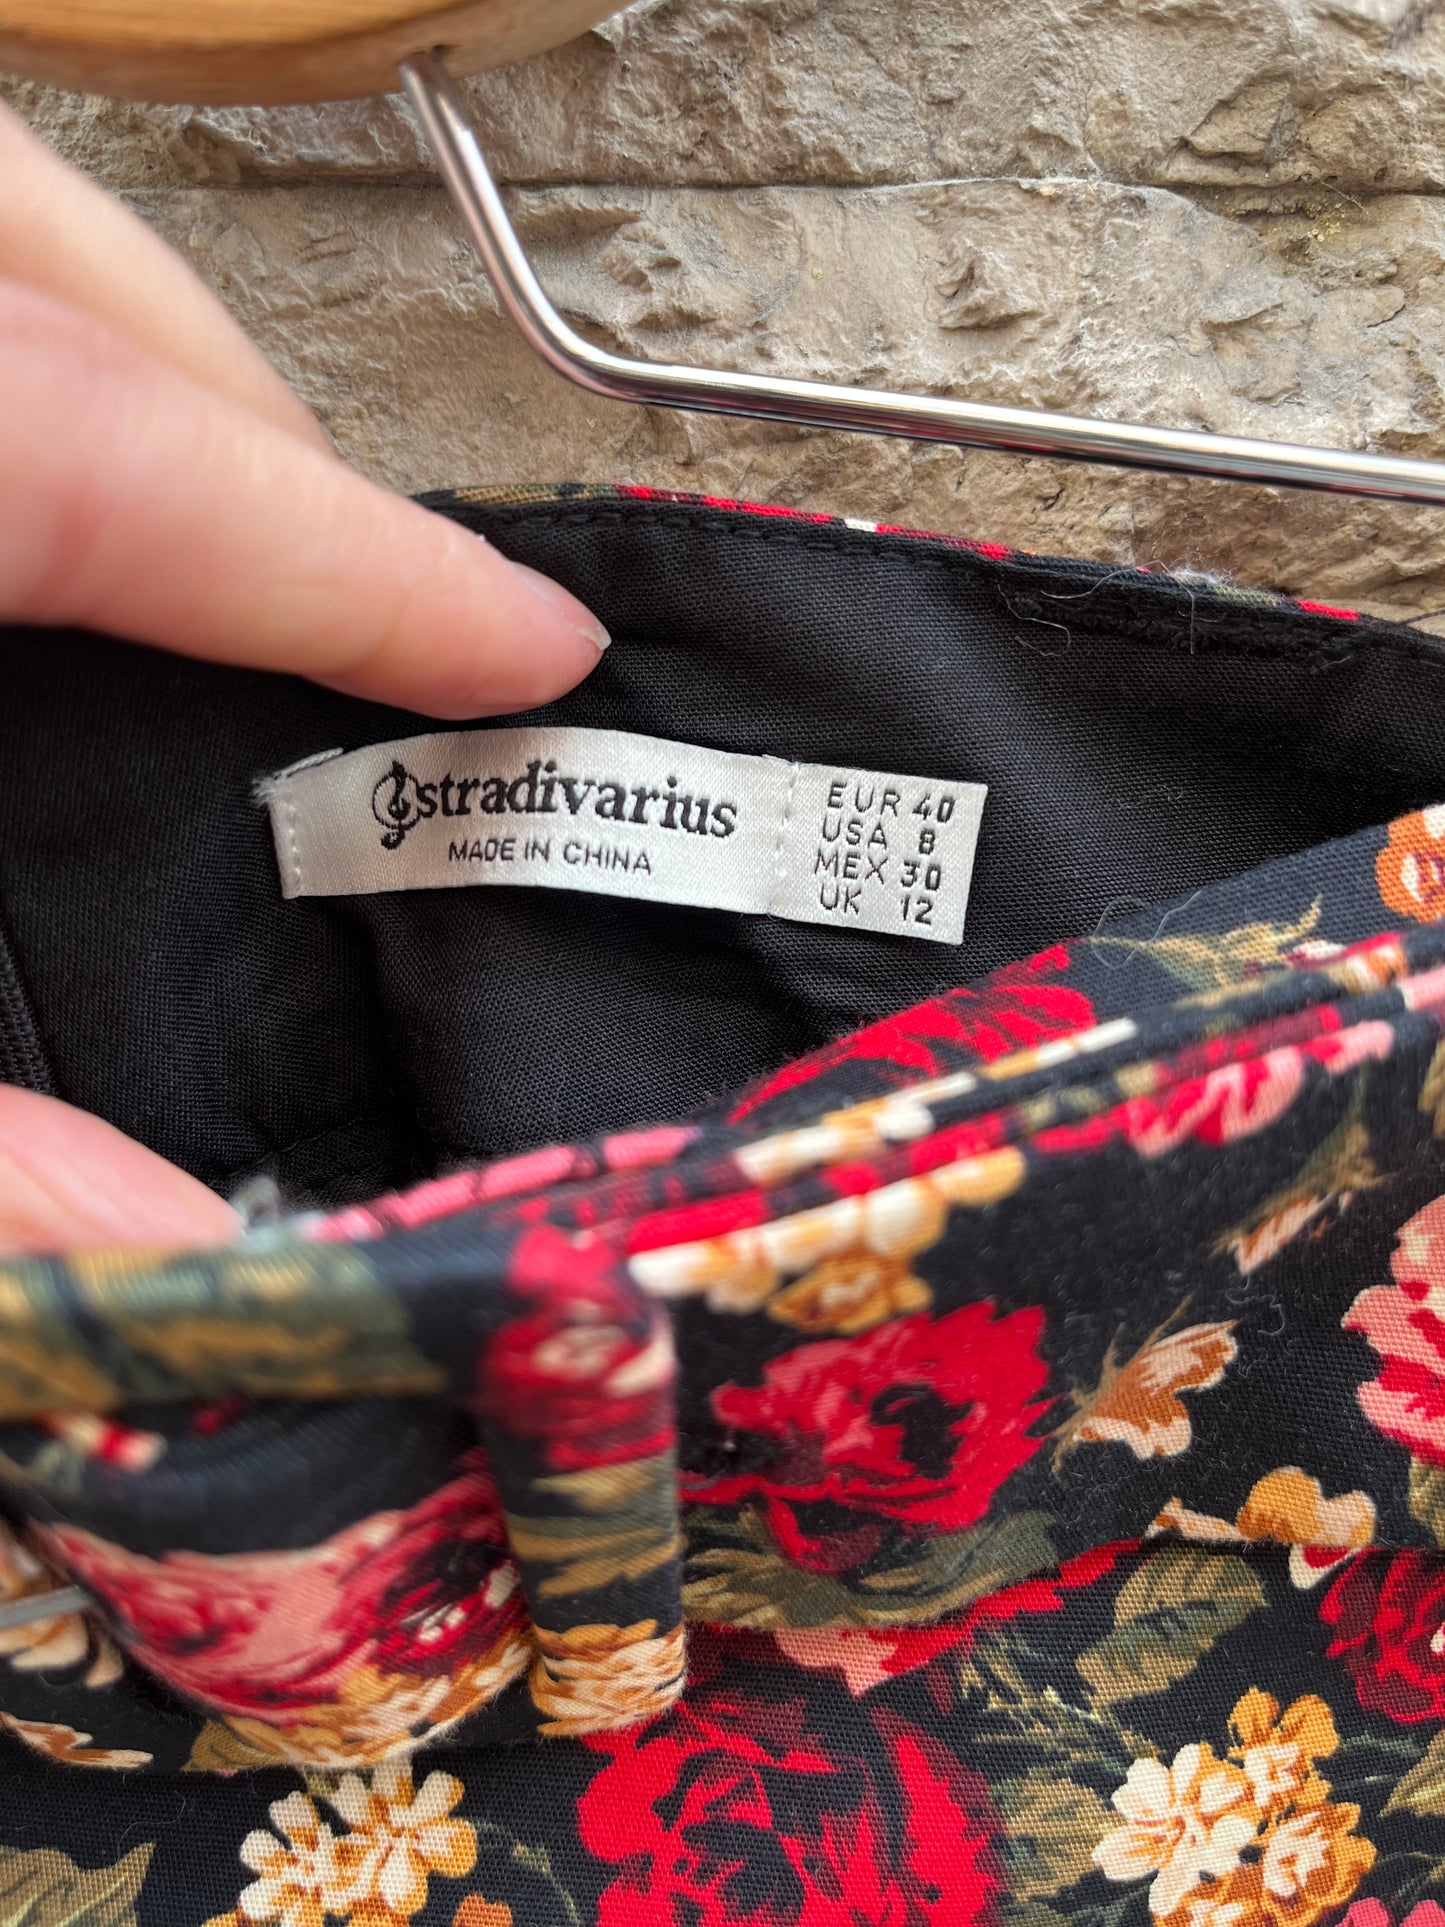 stradivarius
MADE IN CHINA
EUR 40
USA 8
MEX 30
UK 12